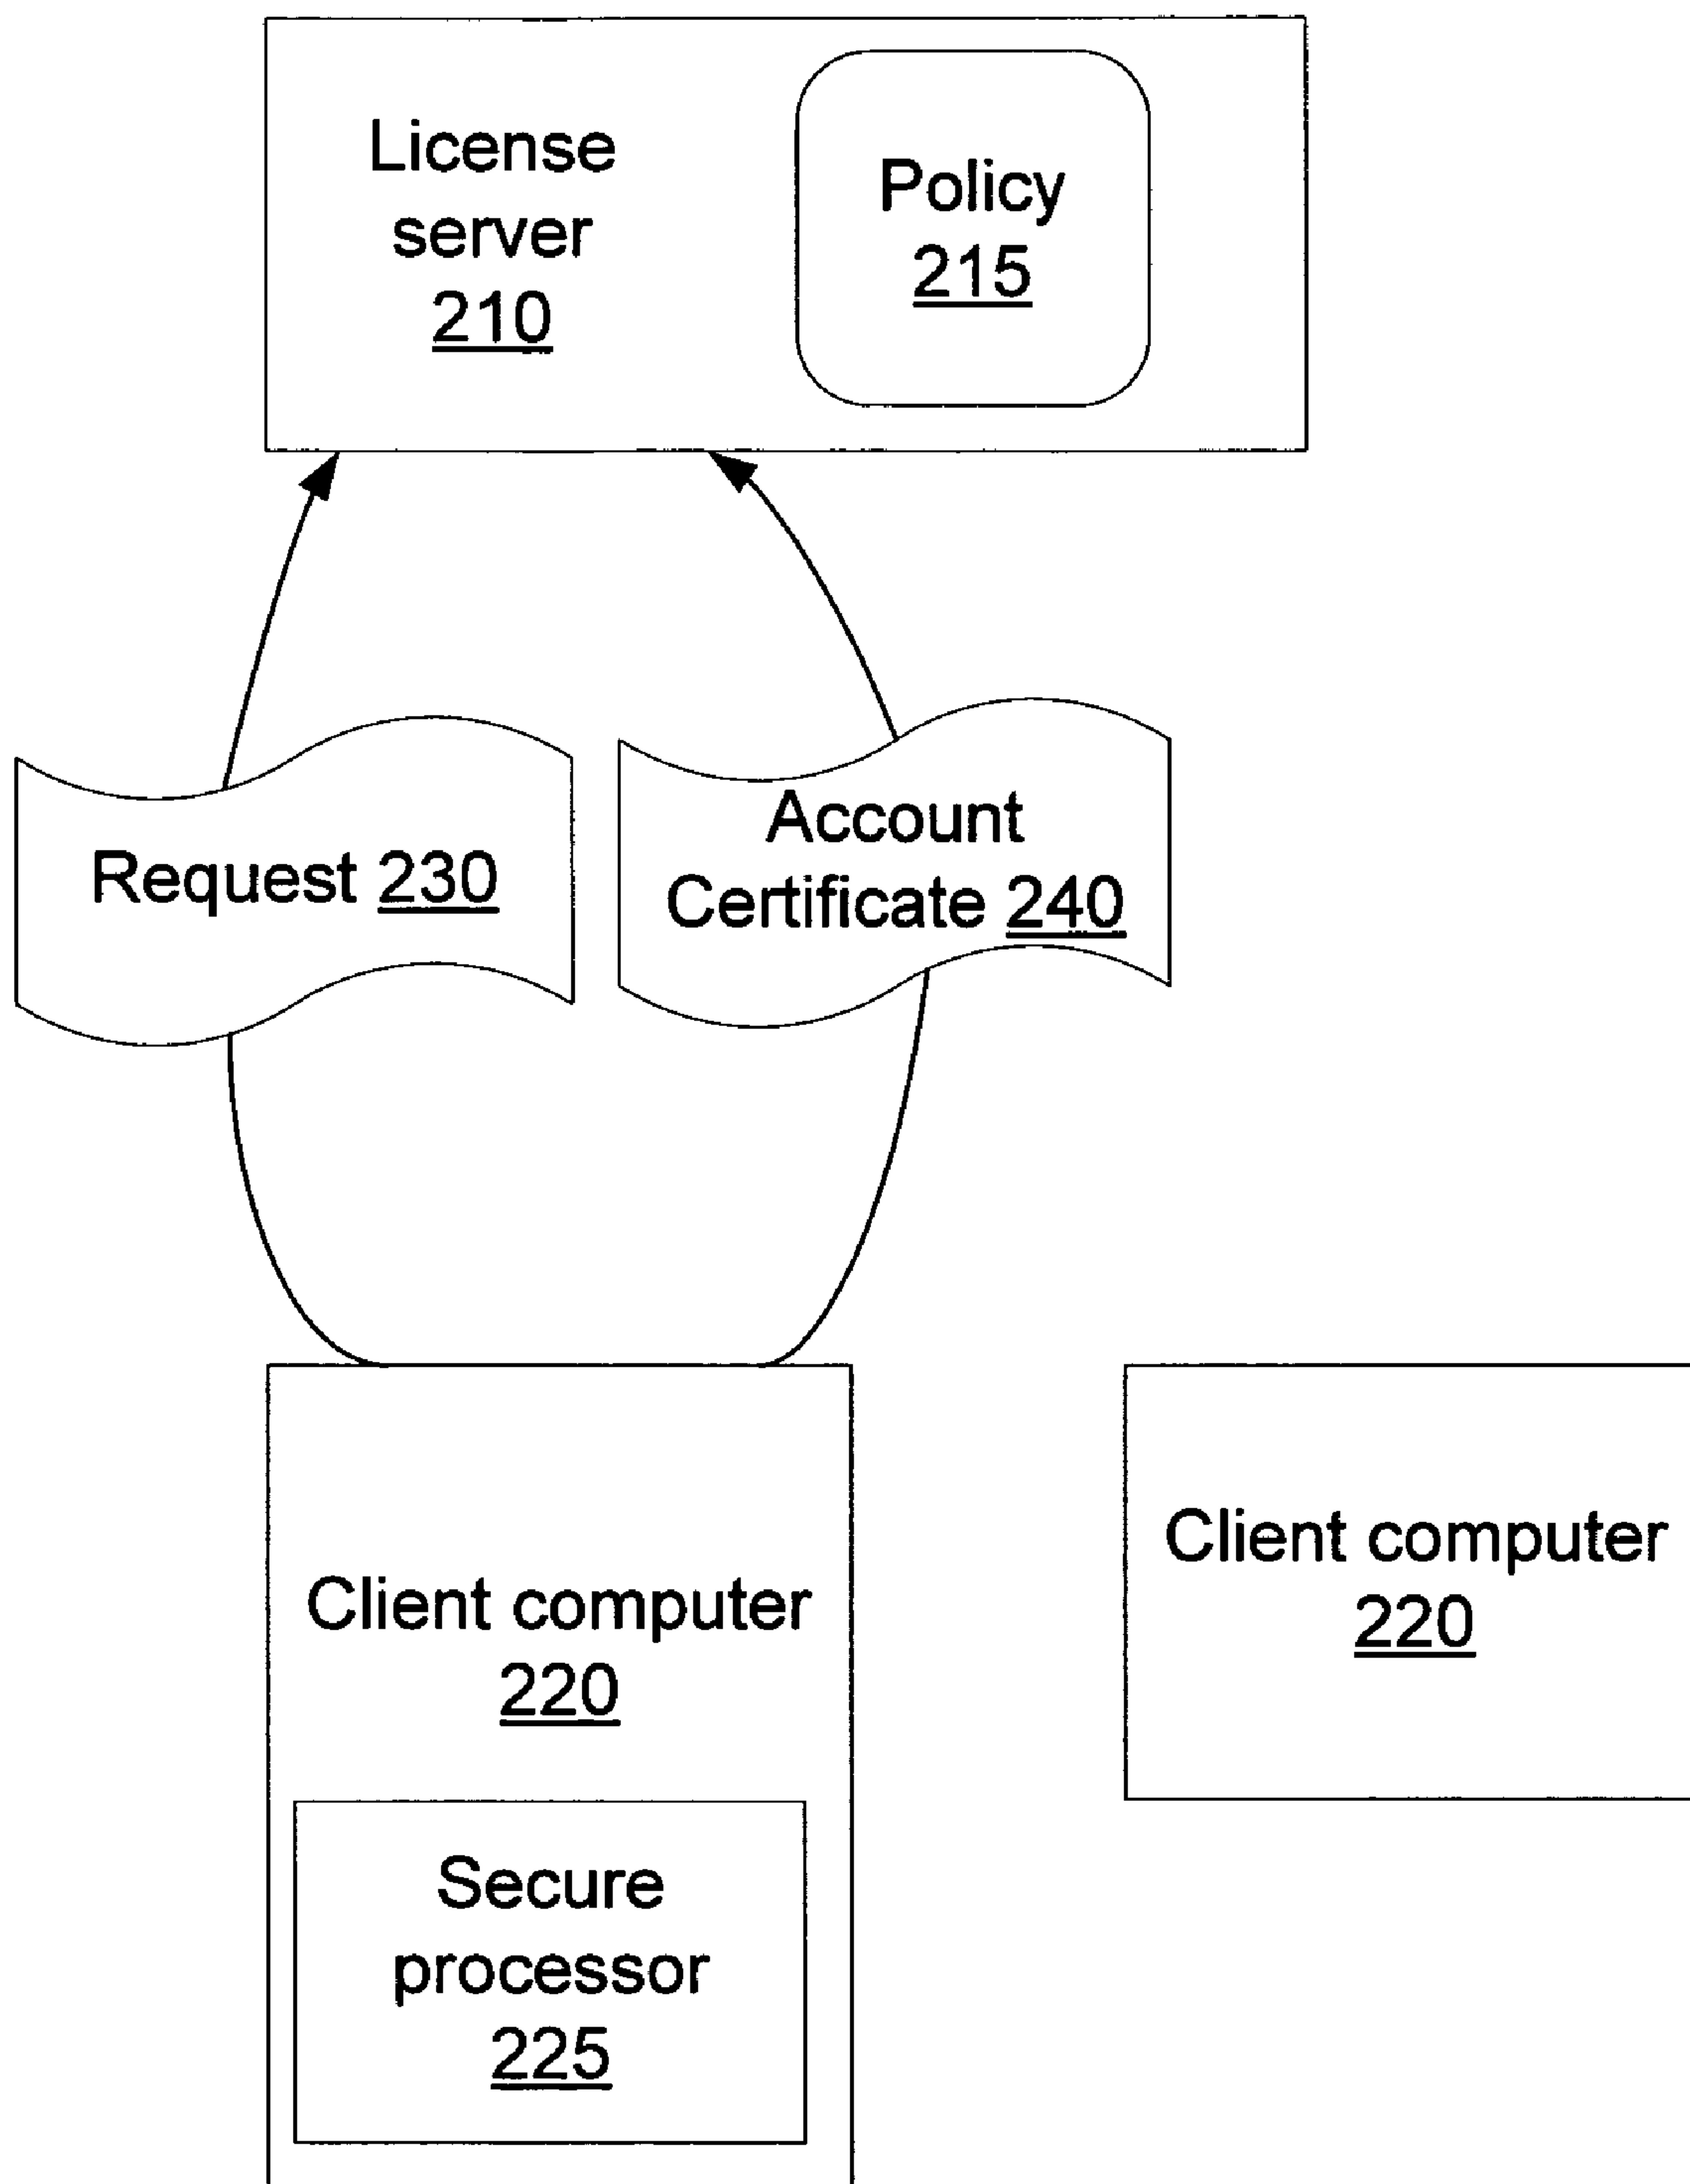 License
server
210
Policy
215
Request 230
Account
Certificate 240
Client computer
220
Secure
processor
225
Client computer
220